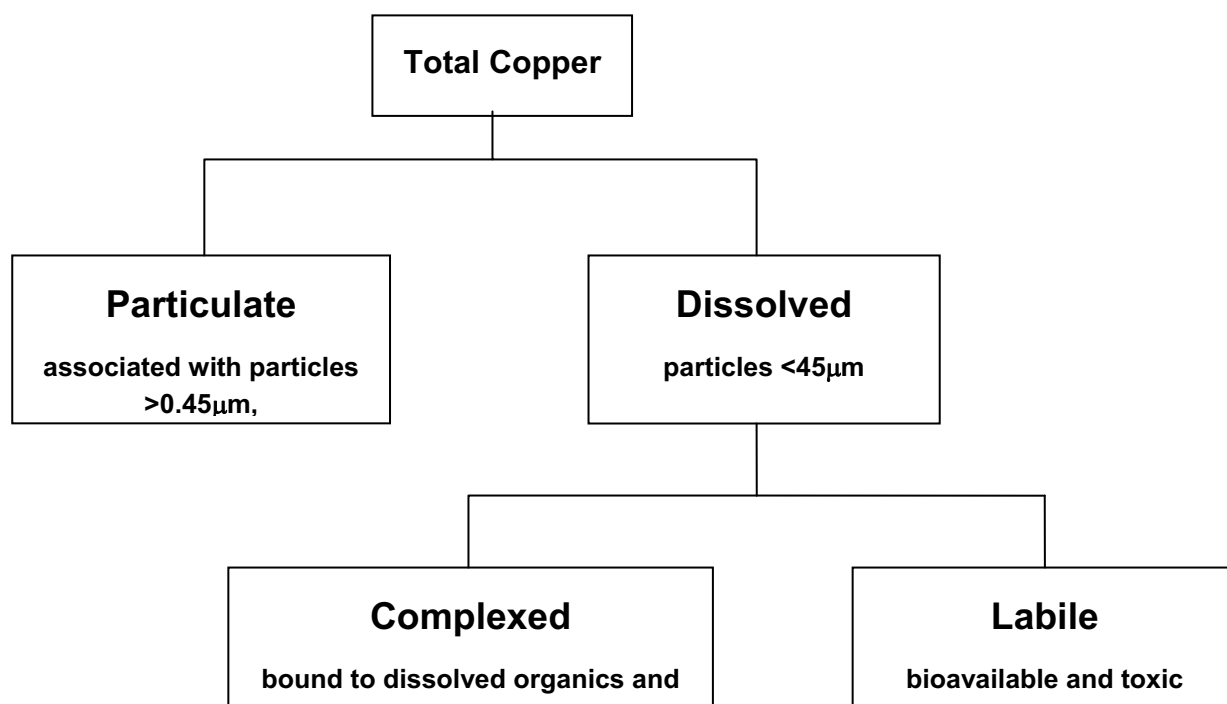 Total Copper
Particulate
associated with particles
>0.45μm,
Dissolved
particles <45μm
Complexed
bound to dissolved organics and
Labile
bioavailable and toxic